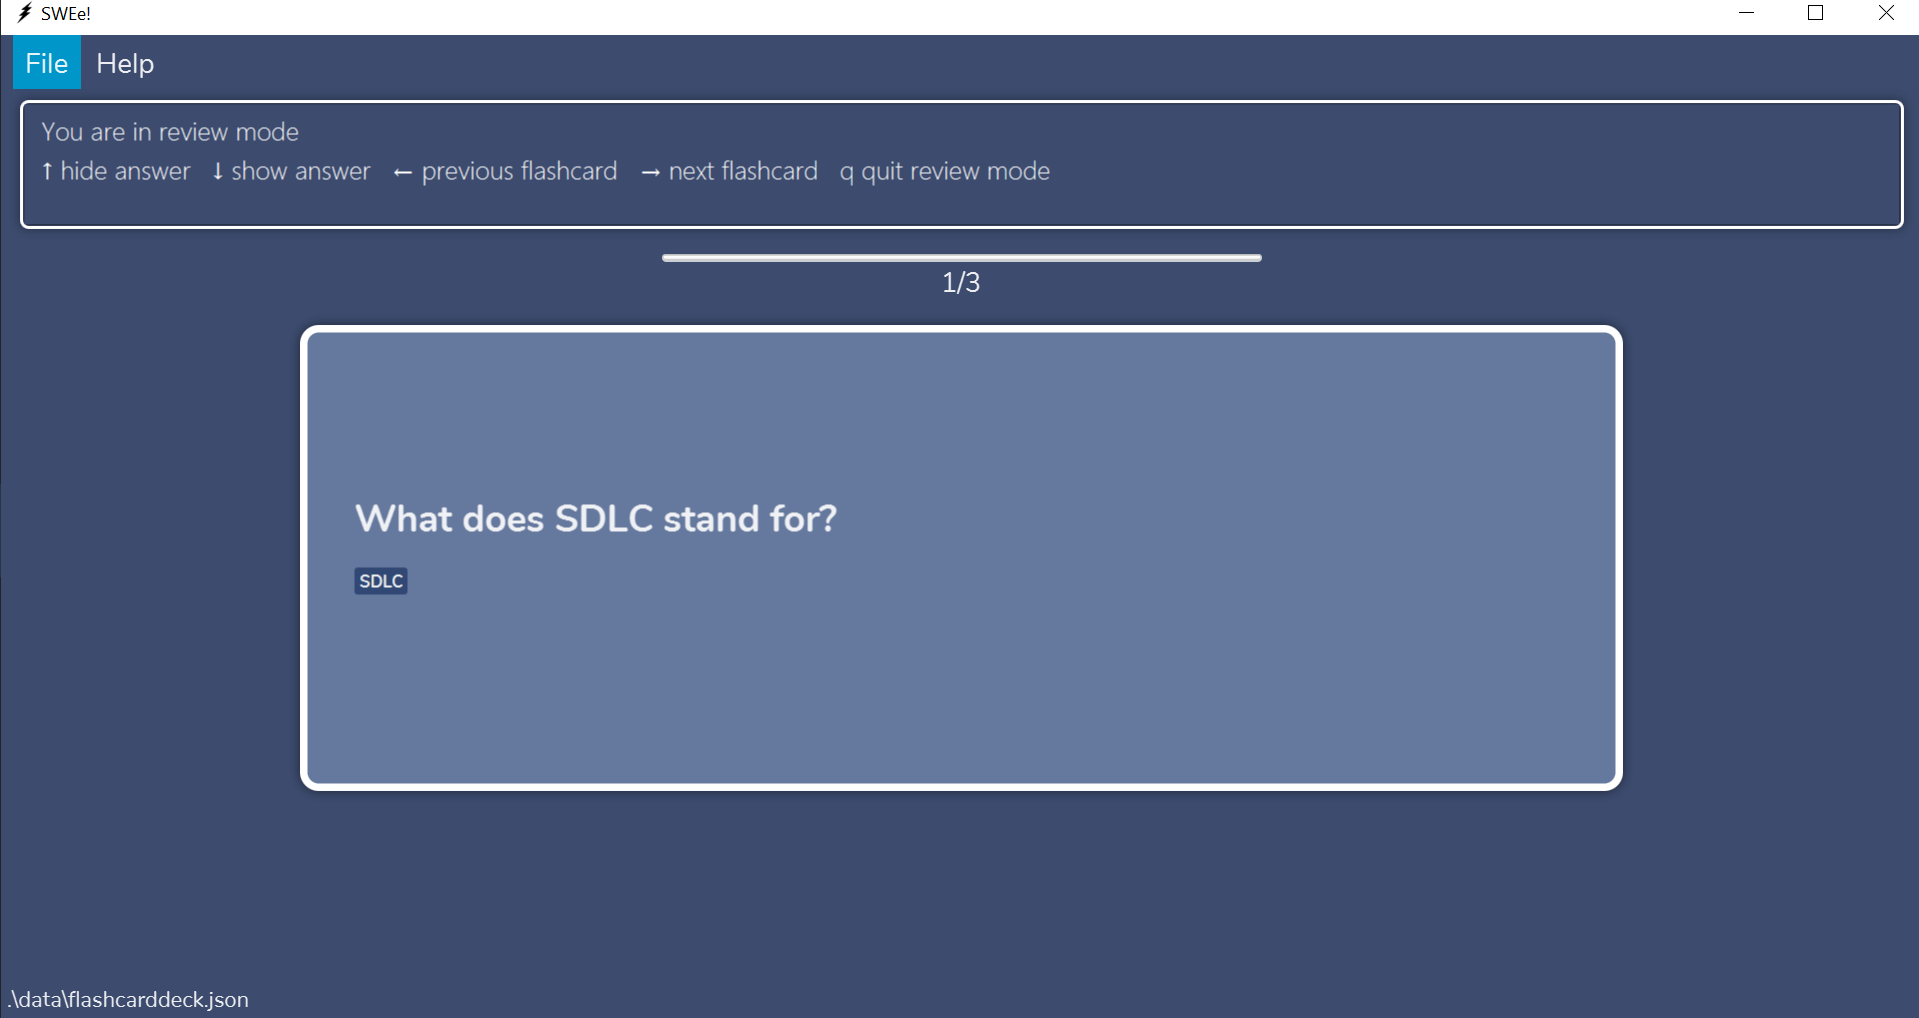 SWEe!
File Help
You are in review mode
↑ hide answer ↓ show answer ← previous flashcard → next flashcard q quit review mode
1/3
What does SDLC stand for?
SDLC
.\data\flashcarddeck.json